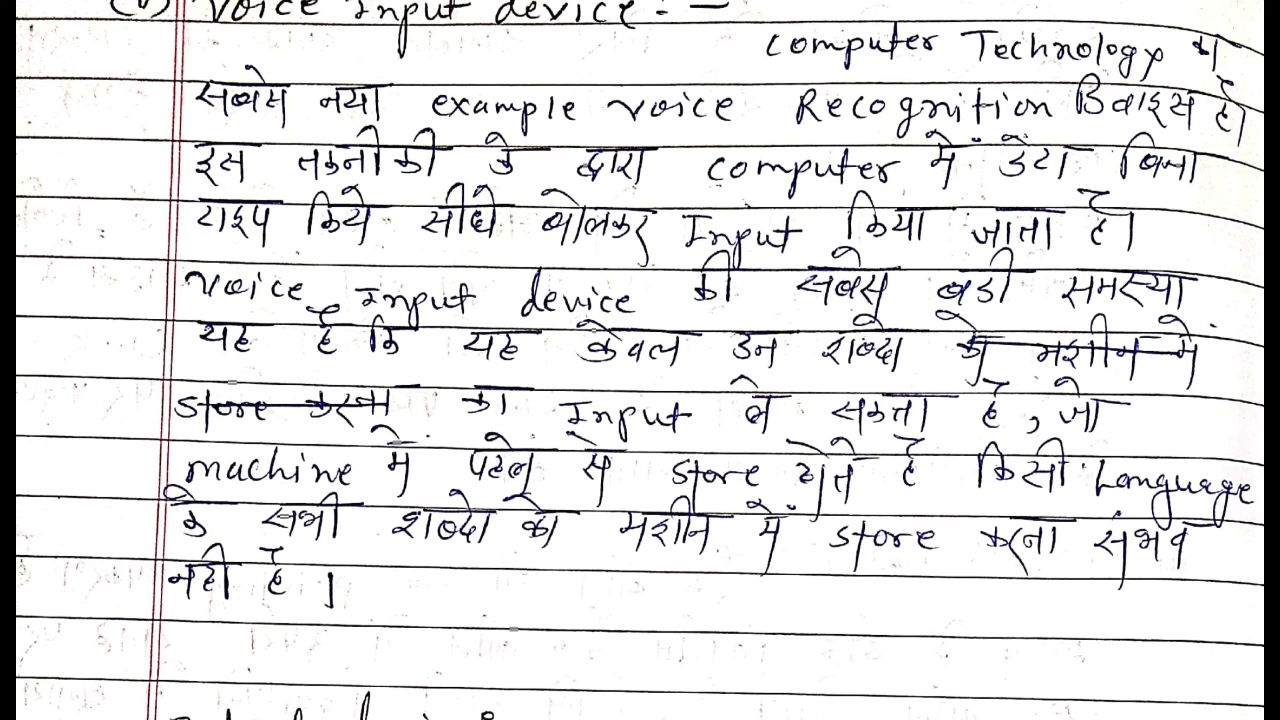 (v) Voice Input device :-
Computer Technology में
सबसे नया example voice Recognition डिवाइस है।
इस तकनीकी के द्वारा computer में डेटा बिना
टाइप किये सीधे बोलकर Input किया जाता है।
voice Input device की सबसे बडी समस्या
यह है कि यह केवल उन शब्दो के मशीन मे
store करना का Input ले सकता है, जो
machine में पहले से store होते है किसी Language
के सभी शब्दो को मशीन में store करना संभव
नही है ।